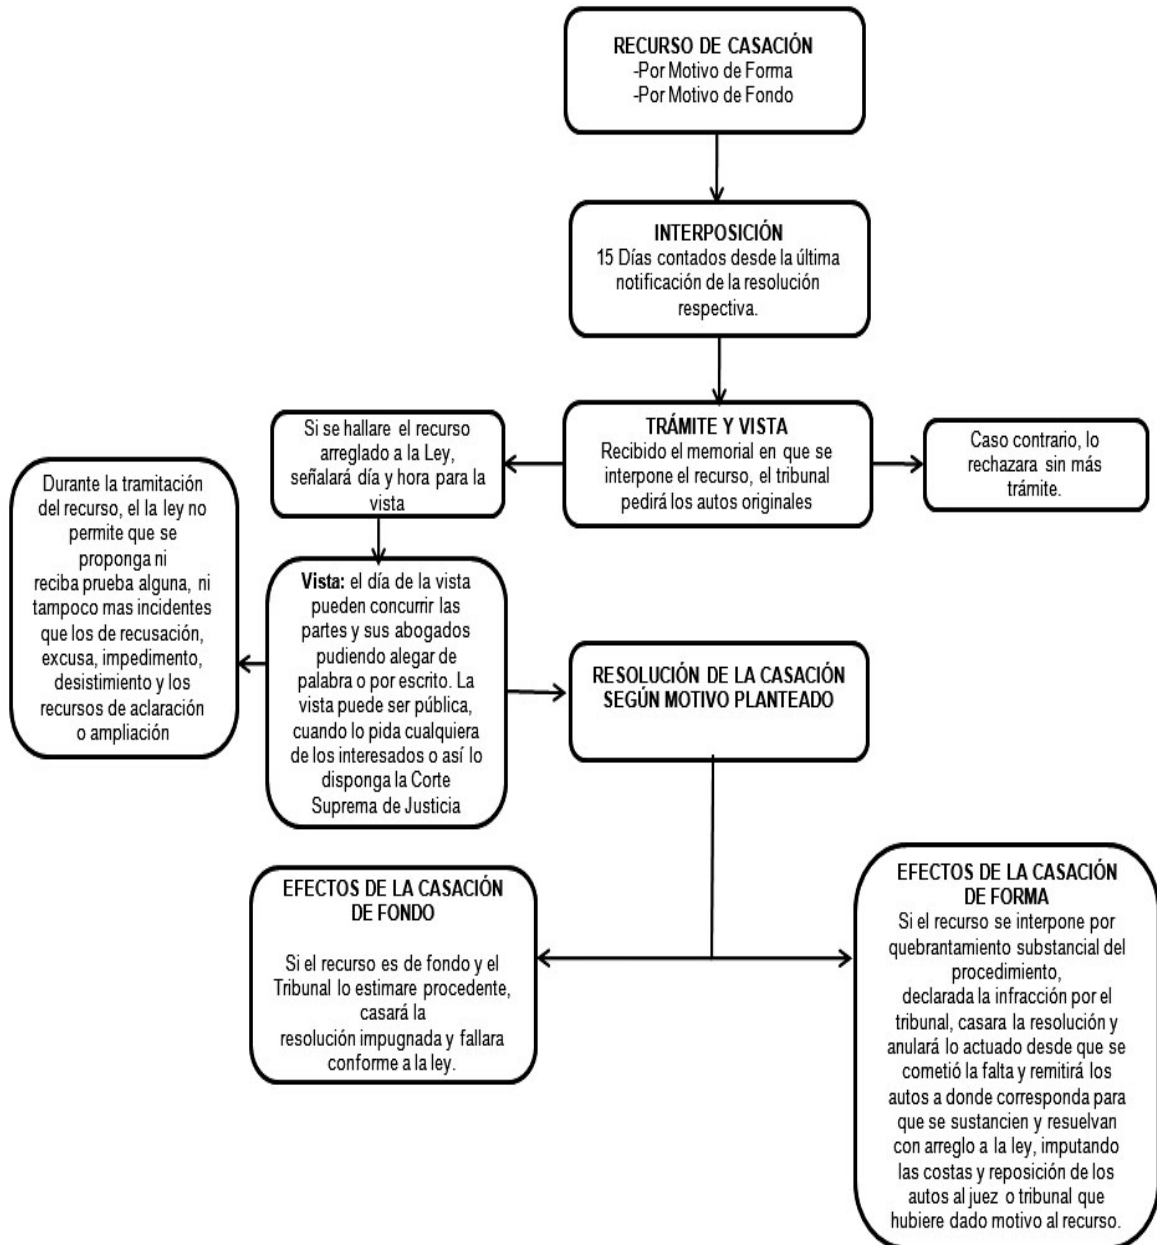 RECURSO DE CASACIÓN
-Por Motivo de Forma
-Por Motivo de Fondo
INTERPOSICIÓN
15 Días contados desde la última
notificación de la resolución
respectiva.
TRÁMITE Y VISTA
Recibido el memorial en que se
interpone el recurso, el tribunal
pedirá los autos originales
Si se hallare el recurso
arreglado a la Ley,
señalará día y hora para la
vista
Caso contrario, lo
rechazara sin más
trámite.
Durante la tramitación
del recurso, el la ley no
permite que se
proponga ni
reciba prueba alguna, ni
tampoco mas incidentes
que los de recusación,
excusa, impedimento,
desistimiento y los
recursos de aclaración
o ampliación
Vista: el día de la vista
pueden concurrir las
partes y sus abogados
pudiendo alegar de
palabra o por escrito. La
vista puede ser pública,
cuando lo pida cualquiera
de los interesados o así lo
disponga la Corte
Suprema de Justicia
RESOLUCIÓN DE LA CASACIÓN
SEGÚN MOTIVO PLANTEADO
EFECTOS DE LA CASACIÓN
DE FONDO
Si el recurso es de fondo y el
Tribunal lo estimare procedente,
casará la
resolución impugnada y fallara
conforme a la ley.
EFECTOS DE LA CASACIÓN
DE FORMA
Si el recurso se interpone por
quebrantamiento substancial del
procedimiento,
declarada la infracción por el
tribunal, casara la resolución y
anulará lo actuado desde que se
cometió la falta y remitirá los
autos a donde corresponda para
que se sustancien y resuelvan
con arreglo a la ley, imputando
las costas y reposición de los
autos al juez o tribunal que
hubiere dado motivo al recurso.